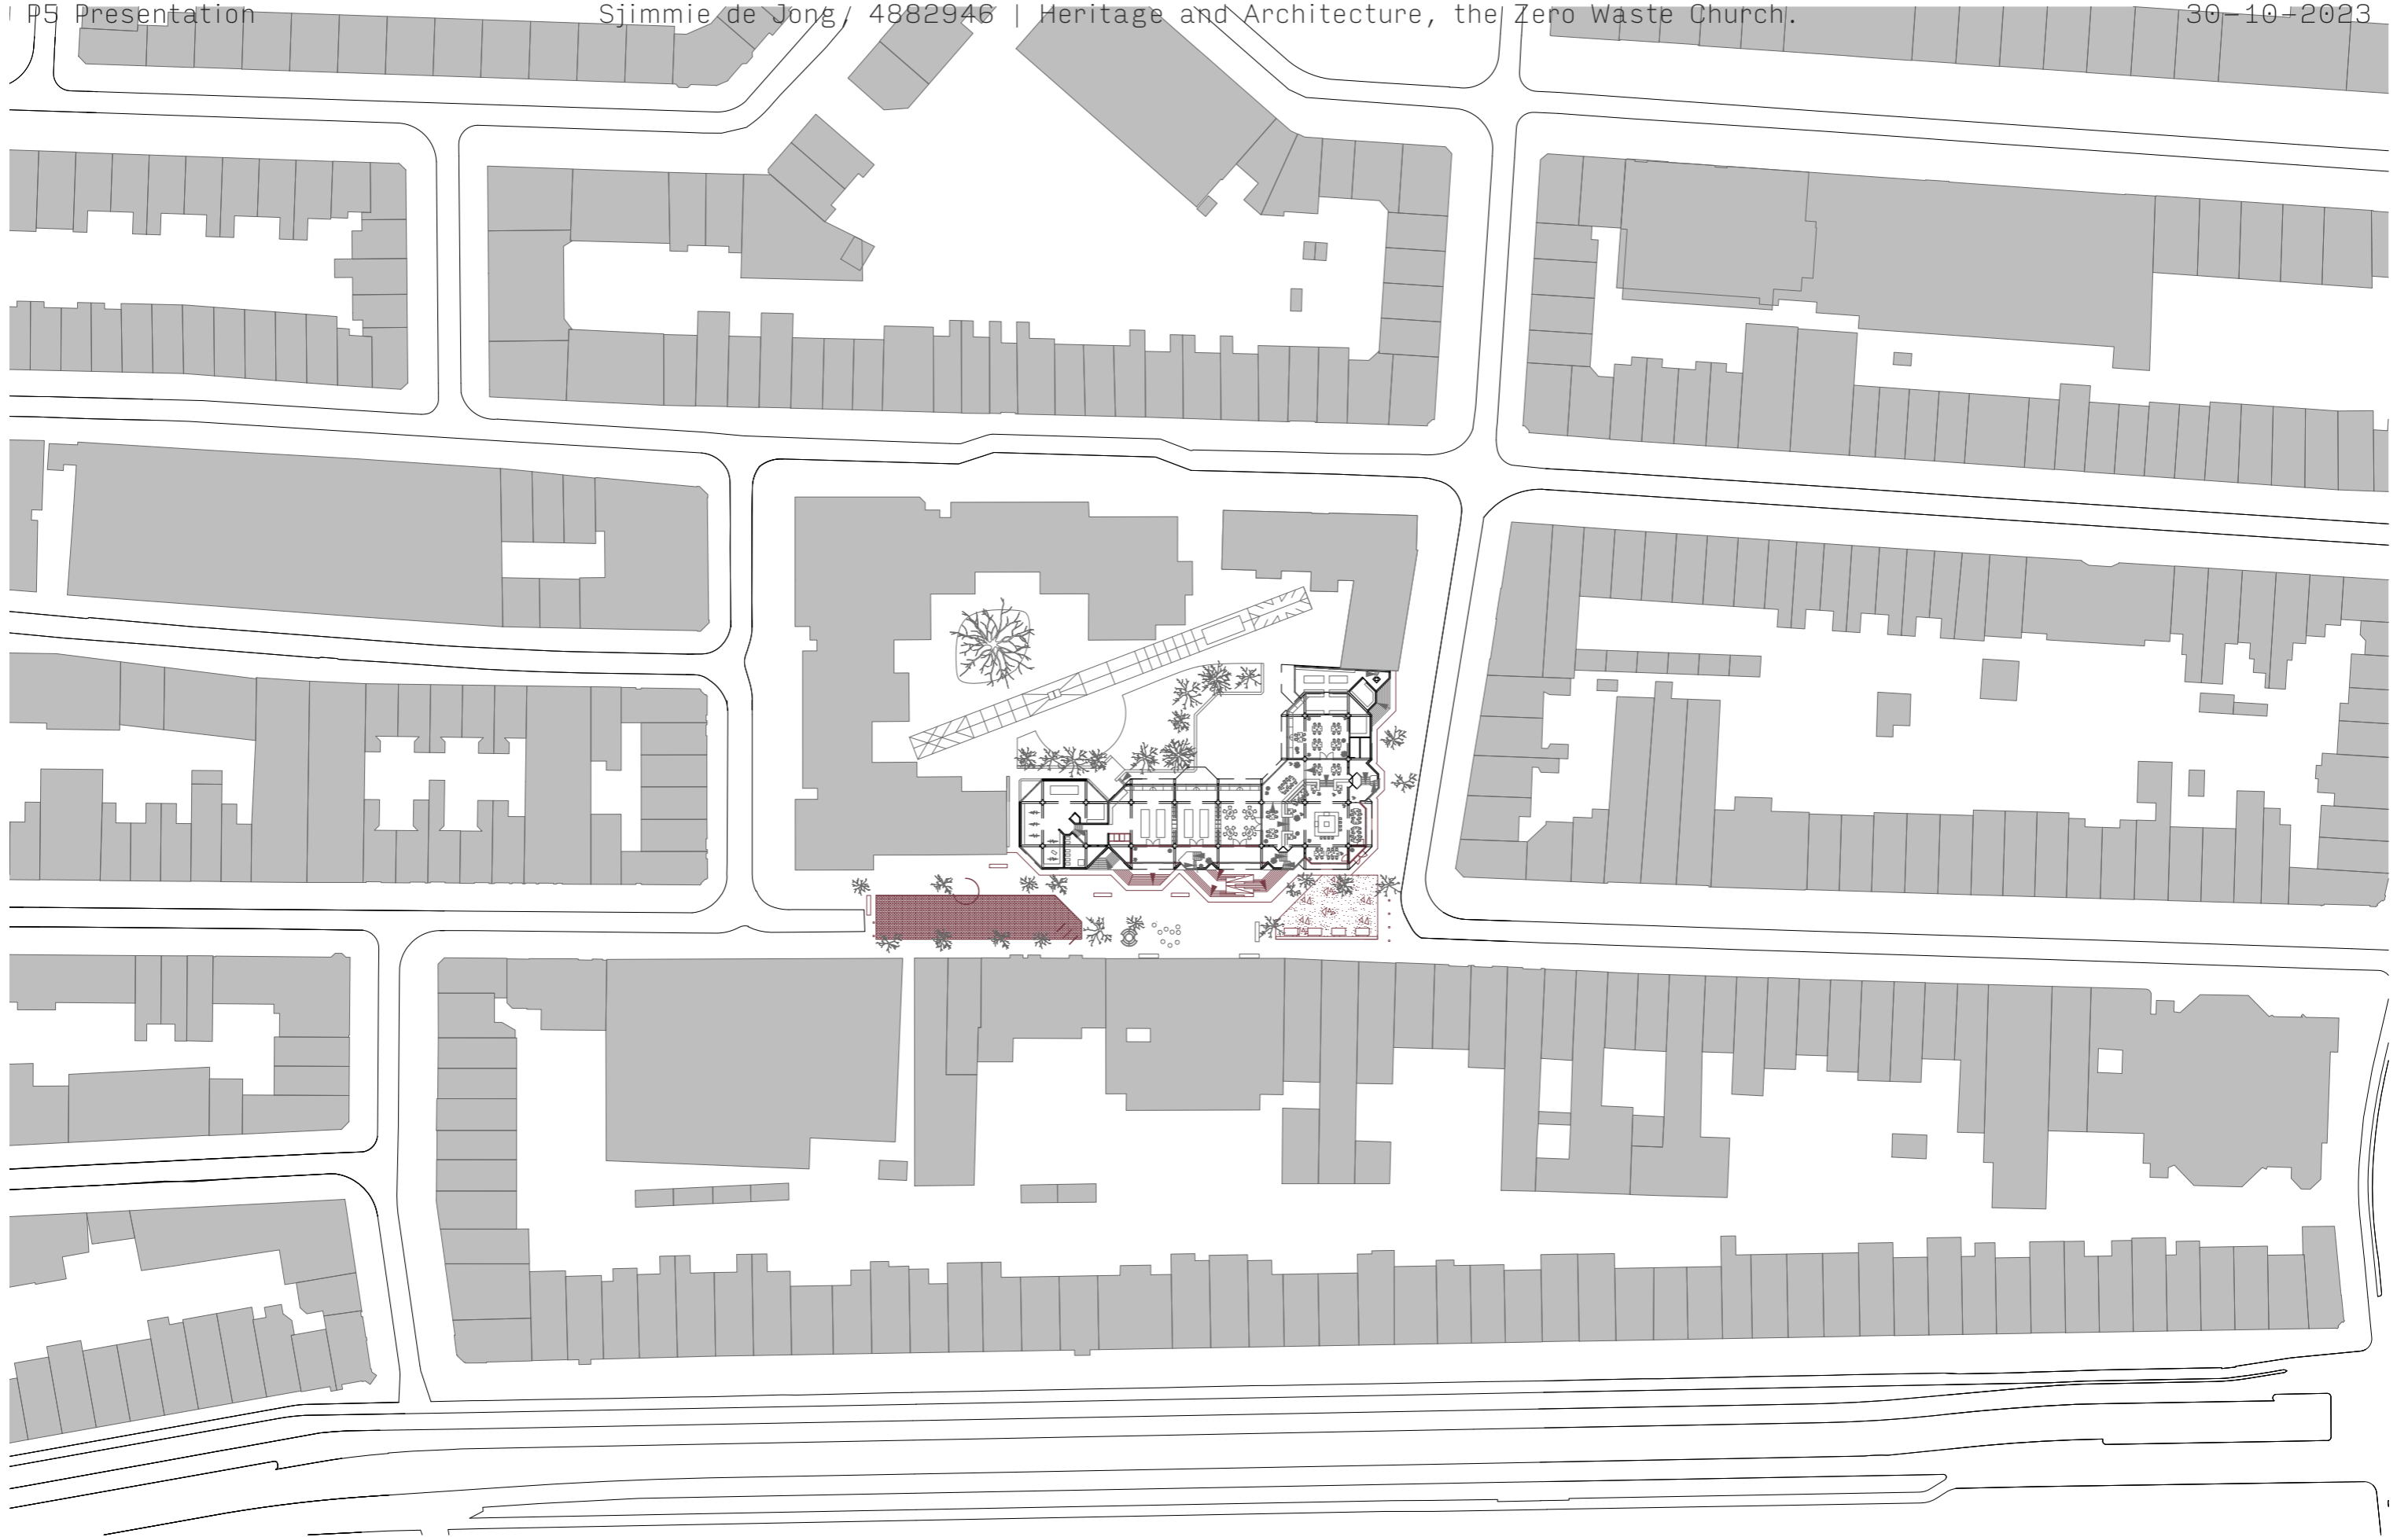 P5 Presentation
Sjimmie de Jong, 4882946 | Heritage and Architecture, the Zero Waste Church.
30-10-2023